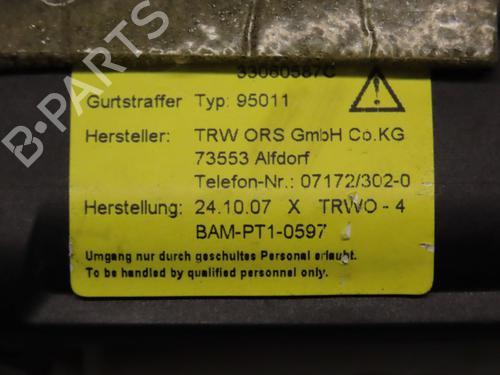 B-PARTS
33060587C
Gurtstraffer Typ: 95011
Hersteller: TRW ORS GmbH Co.KG
73553 Alfdorf
Telefon-Nr.: 07172/302-0
Herstellung: 24.10.07 X TRWO - 4
BAM-PT1-0597
Umgang nur durch geschultes Personal erlaubt.
To be handled by qualified personnel only.